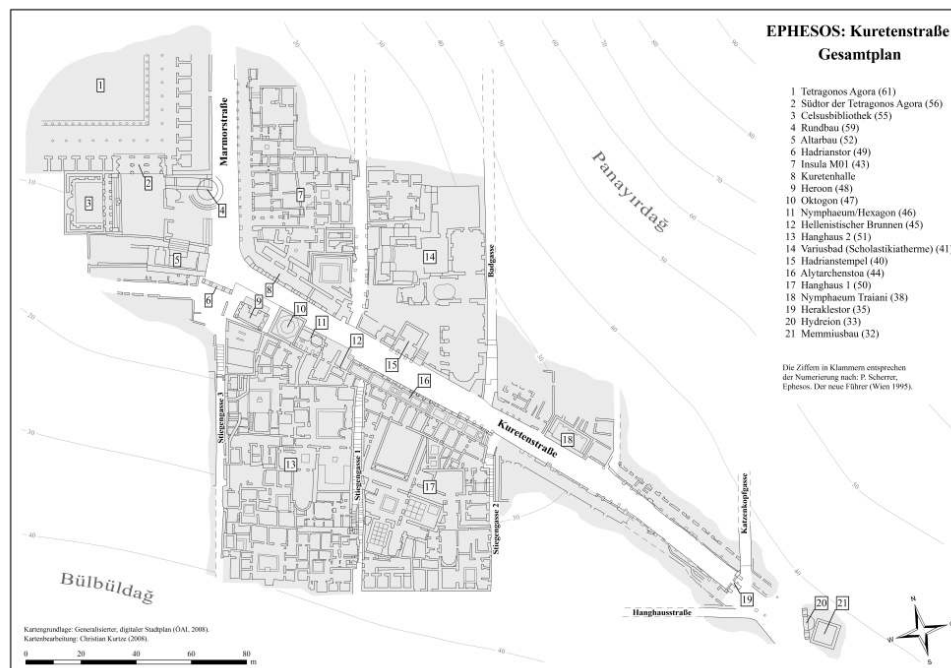 EPHESOS: Kuretenstraße
Gesamtplan
1 Tetragonos Agora (61)
2 Südtor der Tetragonos Agora (56)
3 Celsusbibliothek (55)
4 Rundbau (59)
5 Altarbau (52)
6 Hadrianstor (49)
7 Insula M01 (43)
8 Kuretenhalle
9 Heroon (48)
10 Oktogon (47)
11 Nymphaeum/Hexagon (46)
12 Hellenistischer Brunnen (45)
13 Hanghaus 2 (51)
14 Variusbad (Scholastikiatherme) (41)
15 Hadrianstempel (40)
16 Alytarchenstoa (44)
17 Hanghaus 1 (50)
18 Nymphaeum Traiani (38)
19 Heraklestor (35)
20 Hydreion (33)
21 Memmiusbau (32)
Die Ziffern in Klammern entsprechen
der Numerierung nach: P. Scherrer,
Ephesos. Der neue Führer (Wien 1995).
Marmorstraße
Panayırdağ
Badgasse
1
2
3
4
5
6
7
8
9
10
11
12
13
14
15
16
17
18
19
20
21
Kuretenstraße
Stiegengasse 3
Stiegengasse 1
Stiegengasse 2
Katzenkopfgasse
Hanghausstraße
Bülbüldağ
Kartengrundlage: Generalisierter, digitaler Stadtplan (ÖAI, 2008).
Kartenbearbeitung: Christian Kurtze (2008).
0 20 40 60 80
m
N
W
S